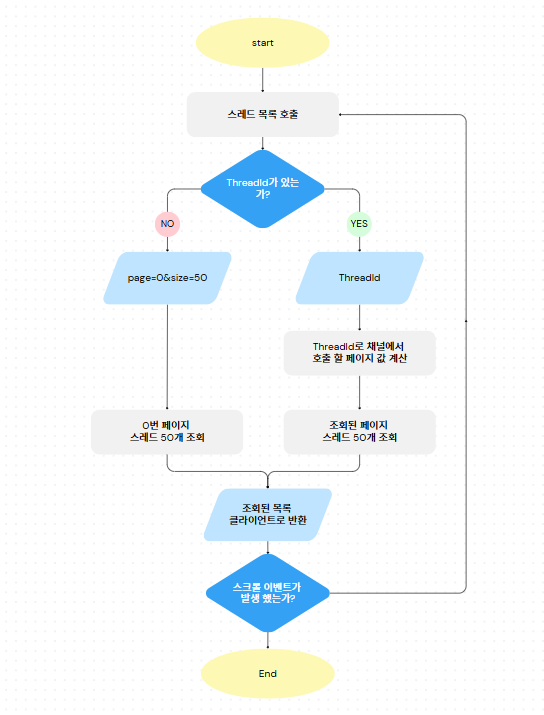 start
스레드 목록 호출
ThreadId가 있는
가?
NO
YES
page=0&size=50
ThreadId
ThreadId로 채널에서
호출 할 페이지 값 계산
0번 페이지
스레드 50개 조회
조회된 페이지
스레드 50개 조회
조회된 목록
클라이언트로 반환
스크롤 이벤트가
발생 했는가?
End